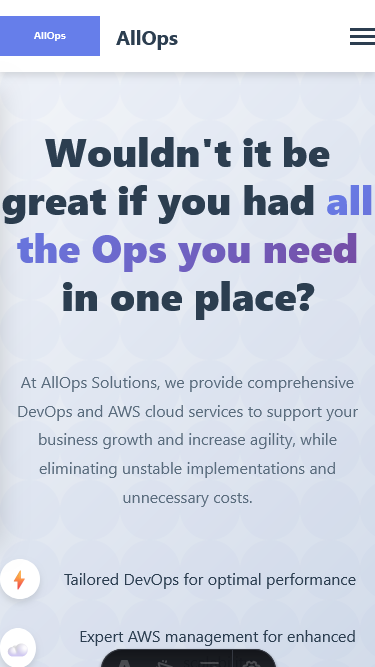 AllOps
AllOps
Wouldn't it be
great if you had all
the Ops you need
in one place?
At AllOps Solutions, we provide comprehensive
DevOps and AWS cloud services to support your
business growth and increase agility, while
eliminating unstable implementations and
unnecessary costs.
Tailored DevOps for optimal performance
Expert AWS management for enhanced